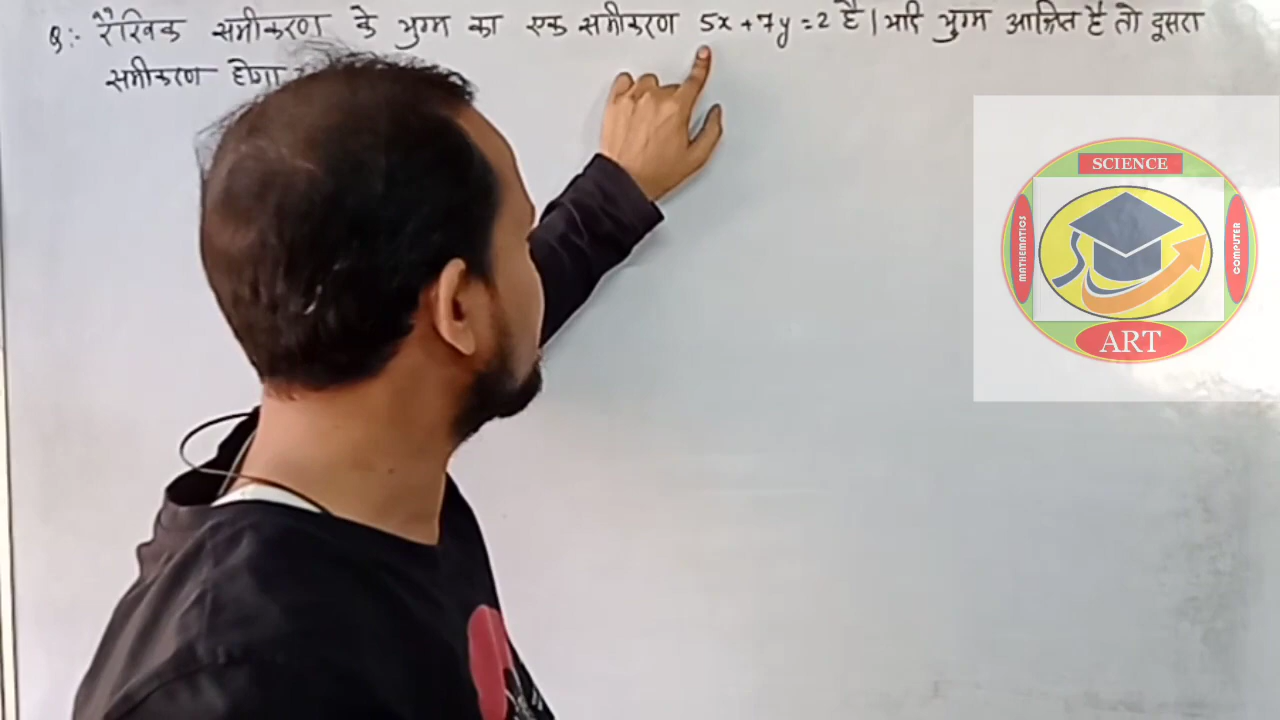 Q:- रैखिक समीकरण के युग्म का एक समीकरण 5x+7y=2 है। यदि युग्म आश्रित है तो दूसरा
समीकरण होगा
SCIENCE
MATHEMATICS
COMPUTER
ART